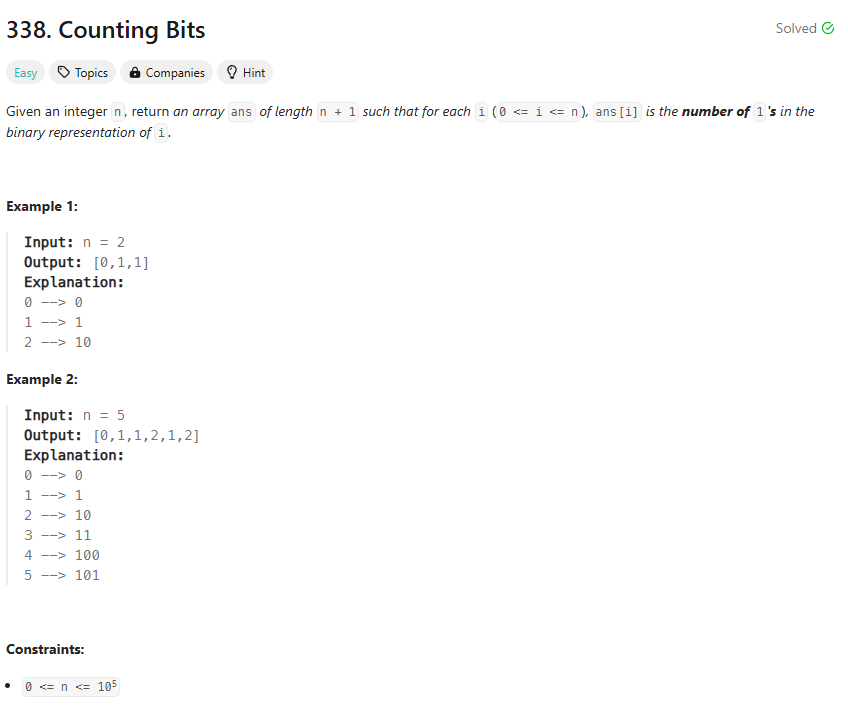 338. Counting Bits
Solved
Easy Topics Companies Hint
Given an integer n, return an array ans of length n + 1 such that for each i (0 <= i <= n), ans[i] is the number of 1's in the
binary representation of i.
Example 1:
Input: n = 2
Output: [0,1,1]
Explanation:
0 --> 0
1 --> 1
2 --> 10
Example 2:
Input: n = 5
Output: [0,1,1,2,1,2]
Explanation:
0 --> 0
1 --> 1
2 --> 10
3 --> 11
4 --> 100
5 --> 101
Constraints:
• 0 <= n <= 10⁵